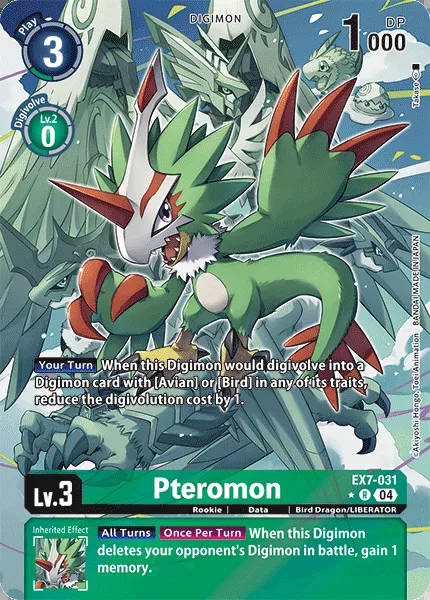 Play
3
DIGIMON
DP
1000
Digivolve
Lv.2
0
Your Turn When this Digimon would digivolve into a
Digimon card with [Avian] or [Bird] in any of its traits,
reduce the digivolution cost by 1.
©Akiyoshi Hongo, Toei Animation
BANDAI MADE IN JAPAN
Lv.3
Pteromon
EX7-031
R 04
Rookie
Data
Bird Dragon/LIBERATOR
Inherited Effect
All Turns Once Per Turn When this Digimon
deletes your opponent's Digimon in battle, gain 1
memory.